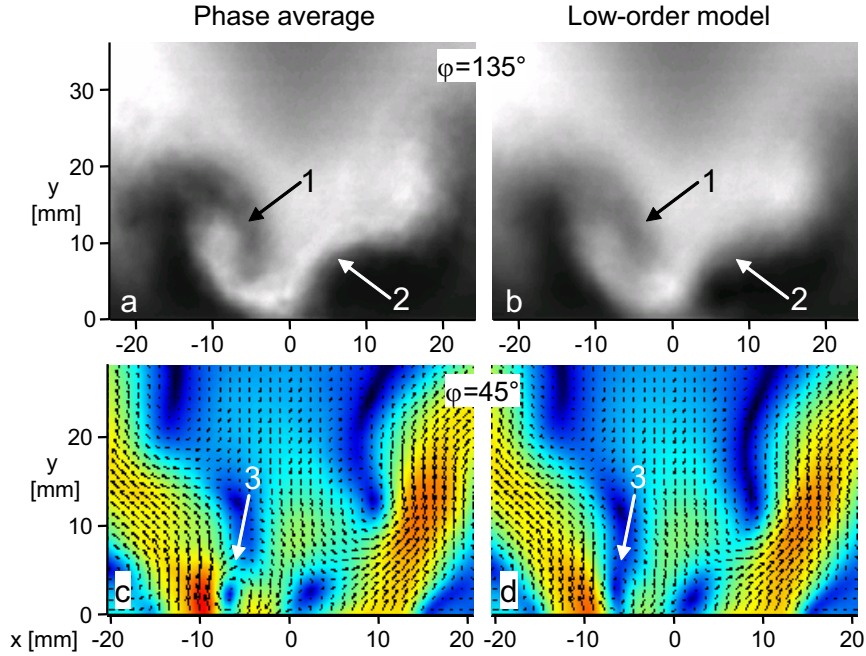 Phase average Low-order model
φ=135°
30
20
y
[mm]
10
0
1
2
a
1
2
b
-20 -10 0 10 20 -20 -10 0 10 20
φ=45°
20
y
[mm]
10
0
3
c
3
d
x [mm] -20 -10 0 10 20 -20 -10 0 10 20